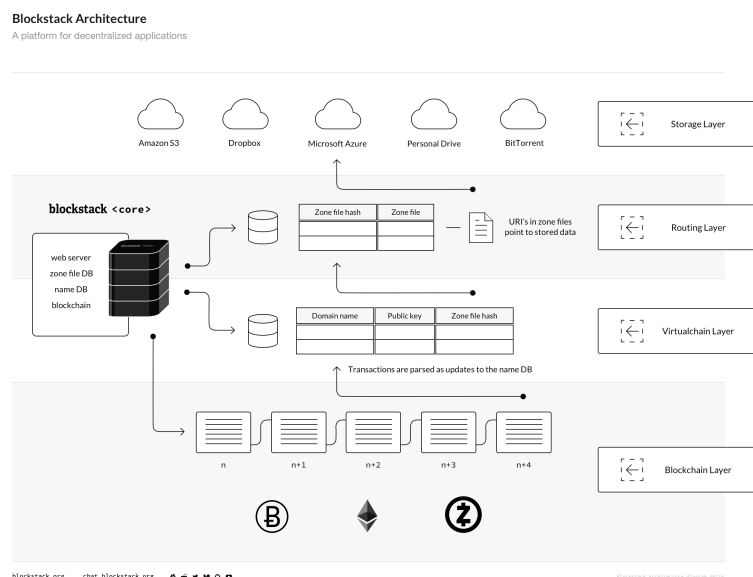 Blockstack Architecture
A platform for decentralized applications
Amazon S3
Dropbox
Microsoft Azure
Personal Drive
BitTorrent
Storage Layer
blockstack <core>
web server
zone file DB
name DB
blockchain
Zone file hash
Zone file
URI's in zone files
point to stored data
Routing Layer
Domain name
Public key
Zone file hash
Virtualchain Layer
Transactions are parsed as updates to the name DB
n
n+1
n+2
n+3
n+4
Blockchain Layer
blockstack.org
chat.blockstack.org